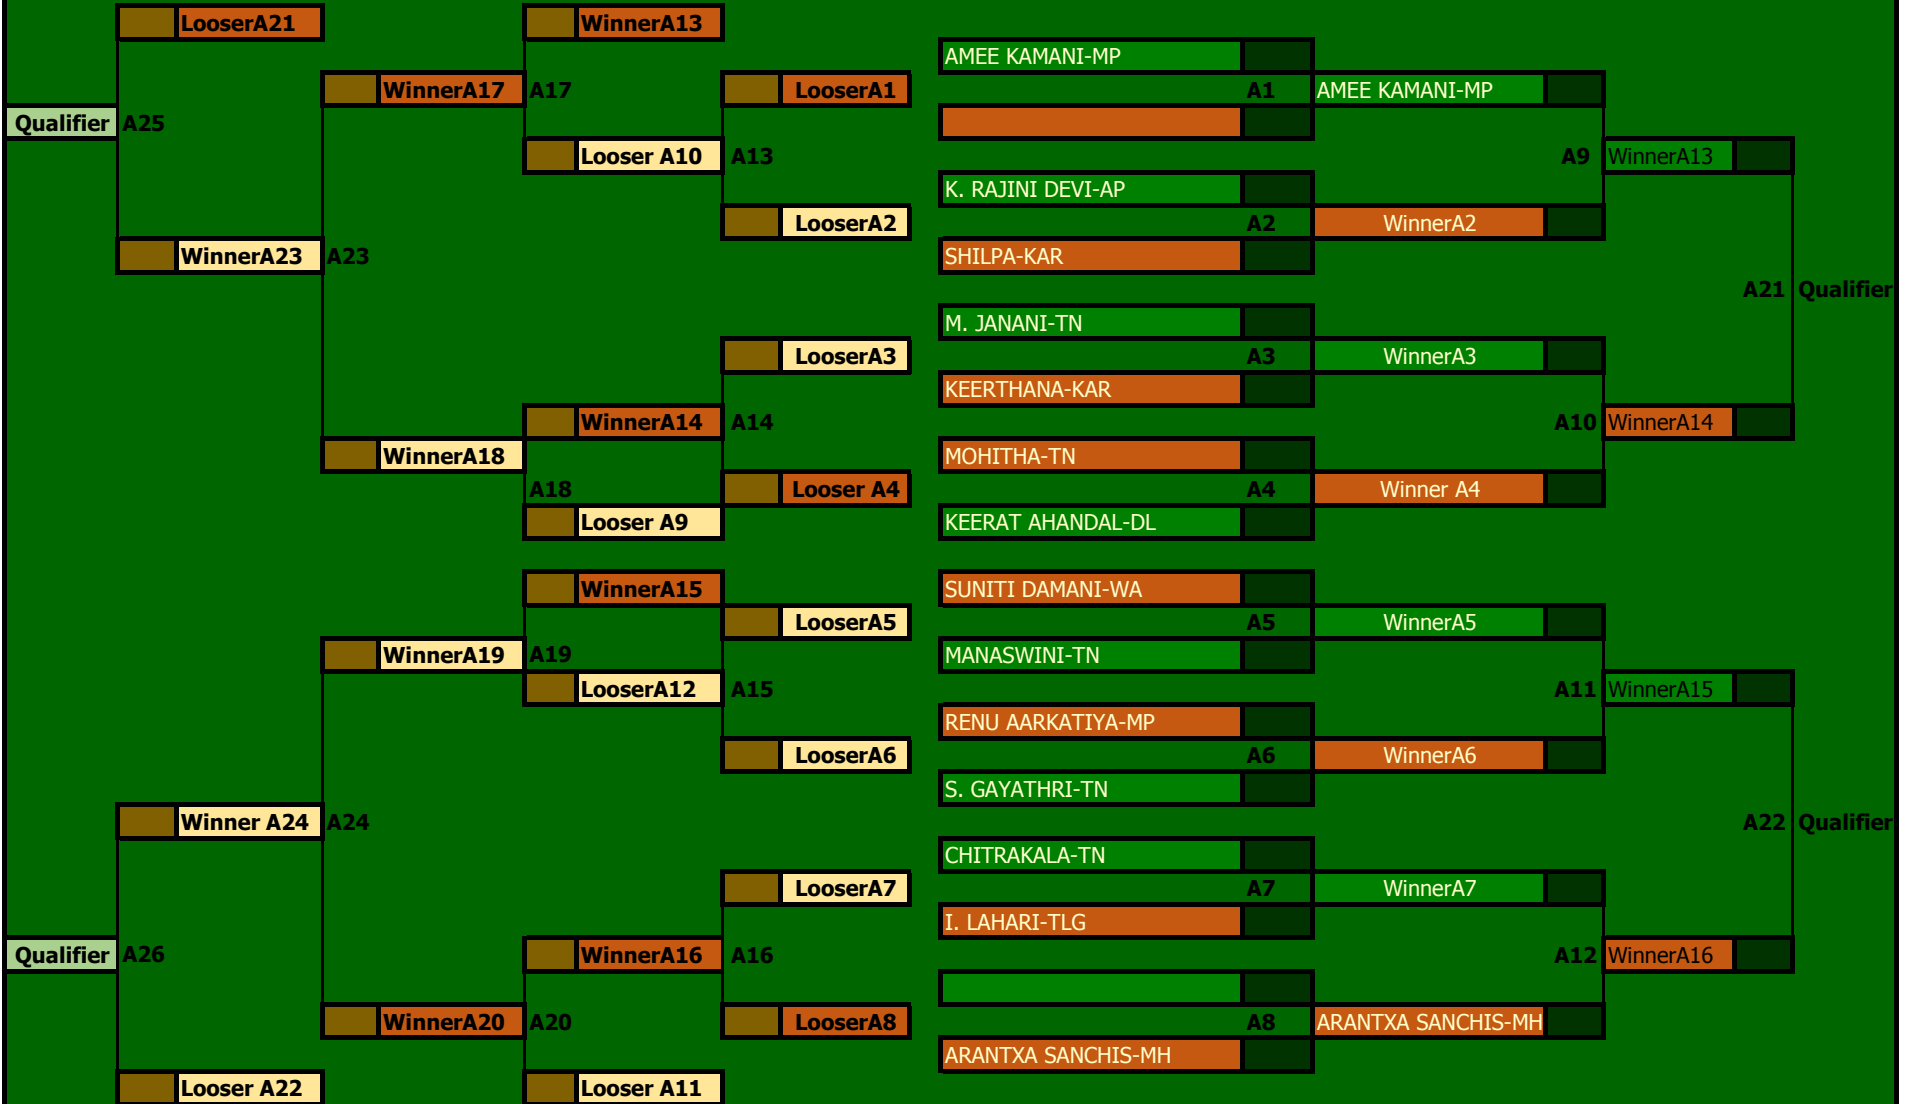 LooserA21 WinnerA13
AMEE KAMANI-MP
WinnerA17 A17 LooserA1 A1 AMEE KAMANI-MP
Qualifier A25
Looser A10 A13 A9 WinnerA13
K. RAJINI DEVI-AP
LooserA2 A2 WinnerA2
WinnerA23 A23 SHILPA-KAR
A21 Qualifier
M. JANANI-TN
LooserA3 A3 WinnerA3
KEERTHANA-KAR
WinnerA14 A14 A10 WinnerA14
WinnerA18 MOHITHA-TN
A18 Looser A4 A4 Winner A4
Looser A9 KEERAT AHANDAL-DL
WinnerA15 SUNITI DAMANI-WA
LooserA5 A5 WinnerA5
WinnerA19 A19 MANASWINI-TN
LooserA12 A15 A11 WinnerA15
RENU AARKATIYA-MP
LooserA6 A6 WinnerA6
S. GAYATHRI-TN
Winner A24 A24 A22 Qualifier
CHITRAKALA-TN
LooserA7 A7 WinnerA7
I. LAHARI-TLG
Qualifier A26 WinnerA16 A16 A12 WinnerA16
WinnerA20 A20 LooserA8 A8 ARANTXA SANCHIS-MH
ARANTXA SANCHIS-MH
Looser A22 Looser A11